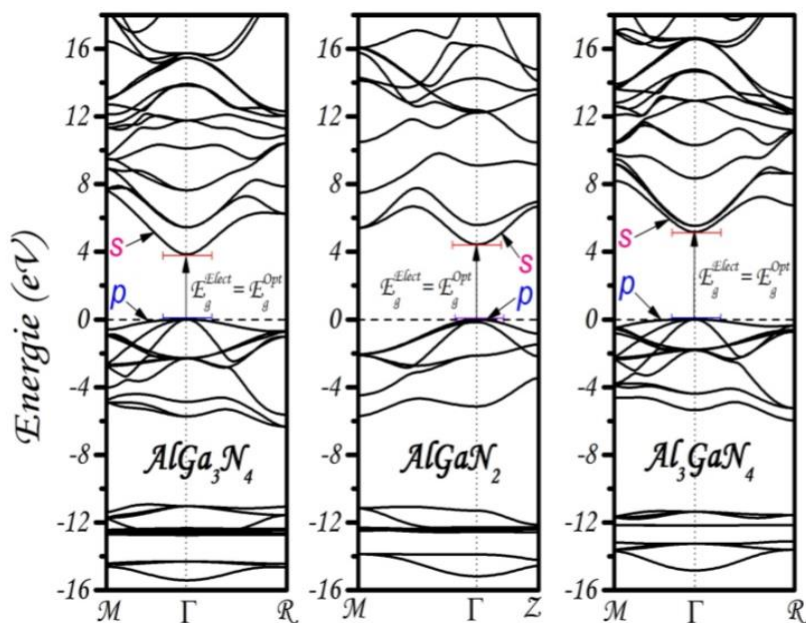 Energie (eV)
16
12
8
4
0
-4
-8
-12
-16
s
p
E_g^Elect = E_g^Opt
AlGa₃N₄
M Γ R
16
12
8
4
0
-4
-8
-12
-16
s
p
E_g^Elect = E_g^Opt
AlGaN₂
M Γ Z
16
12
8
4
0
-4
-8
-12
-16
s
p
E_g^Elect = E_g^Opt
Al₃GaN₄
M Γ R